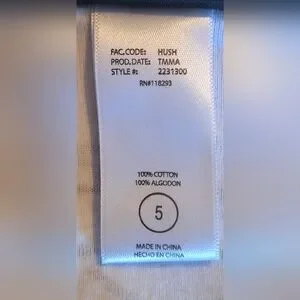 FAC.CODE: HUSH
PROD.DATE: TMMA
STYLE #: 2231300
RN#118293
100% COTTON
100% ALGODON
5
MADE IN CHINA
HECHO EN CHINA